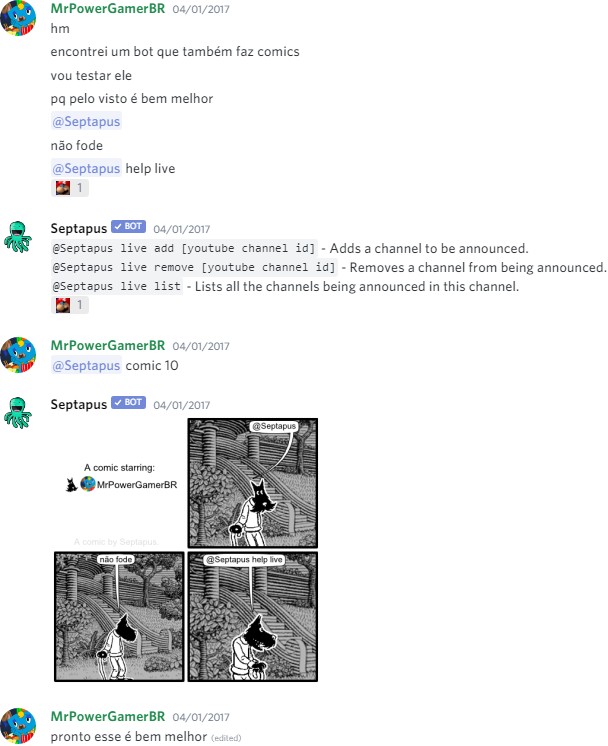 MrPowerGamerBR 04/01/2017
hm
encontrei um bot que também faz comics
vou testar ele
pq pelo visto é bem melhor
@Septapus
não fode
@Septapus help live
1
Septapus BOT 04/01/2017
@Septapus live add [youtube channel id] - Adds a channel to be announced.
@Septapus live remove [youtube channel id] - Removes a channel from being announced.
@Septapus live list - Lists all the channels being announced in this channel.
1
MrPowerGamerBR 04/01/2017
@Septapus comic 10
Septapus BOT 04/01/2017
A comic starring:
MrPowerGamerBR
A comic by Septapus.
@Septapus
não fode
@Septapus help live
MrPowerGamerBR 04/01/2017
pronto esse é bem melhor (edited)